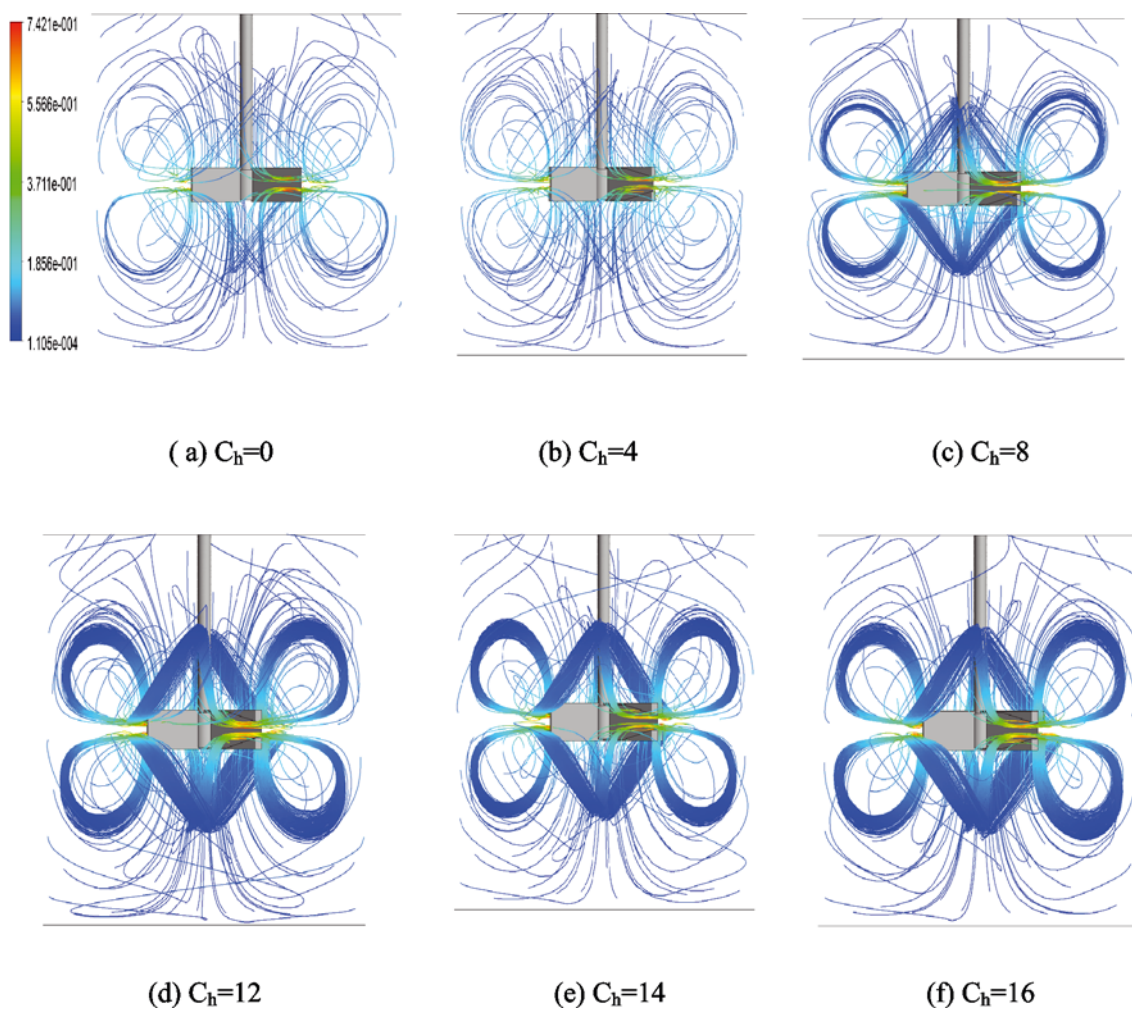 7.421e-001
5.566e-001
3.711e-001
1.856e-001
1.105e-004
( a) Cₕ=0
(b) Cₕ=4
(c) Cₕ=8
(d) Cₕ=12
(e) Cₕ=14
(f) Cₕ=16